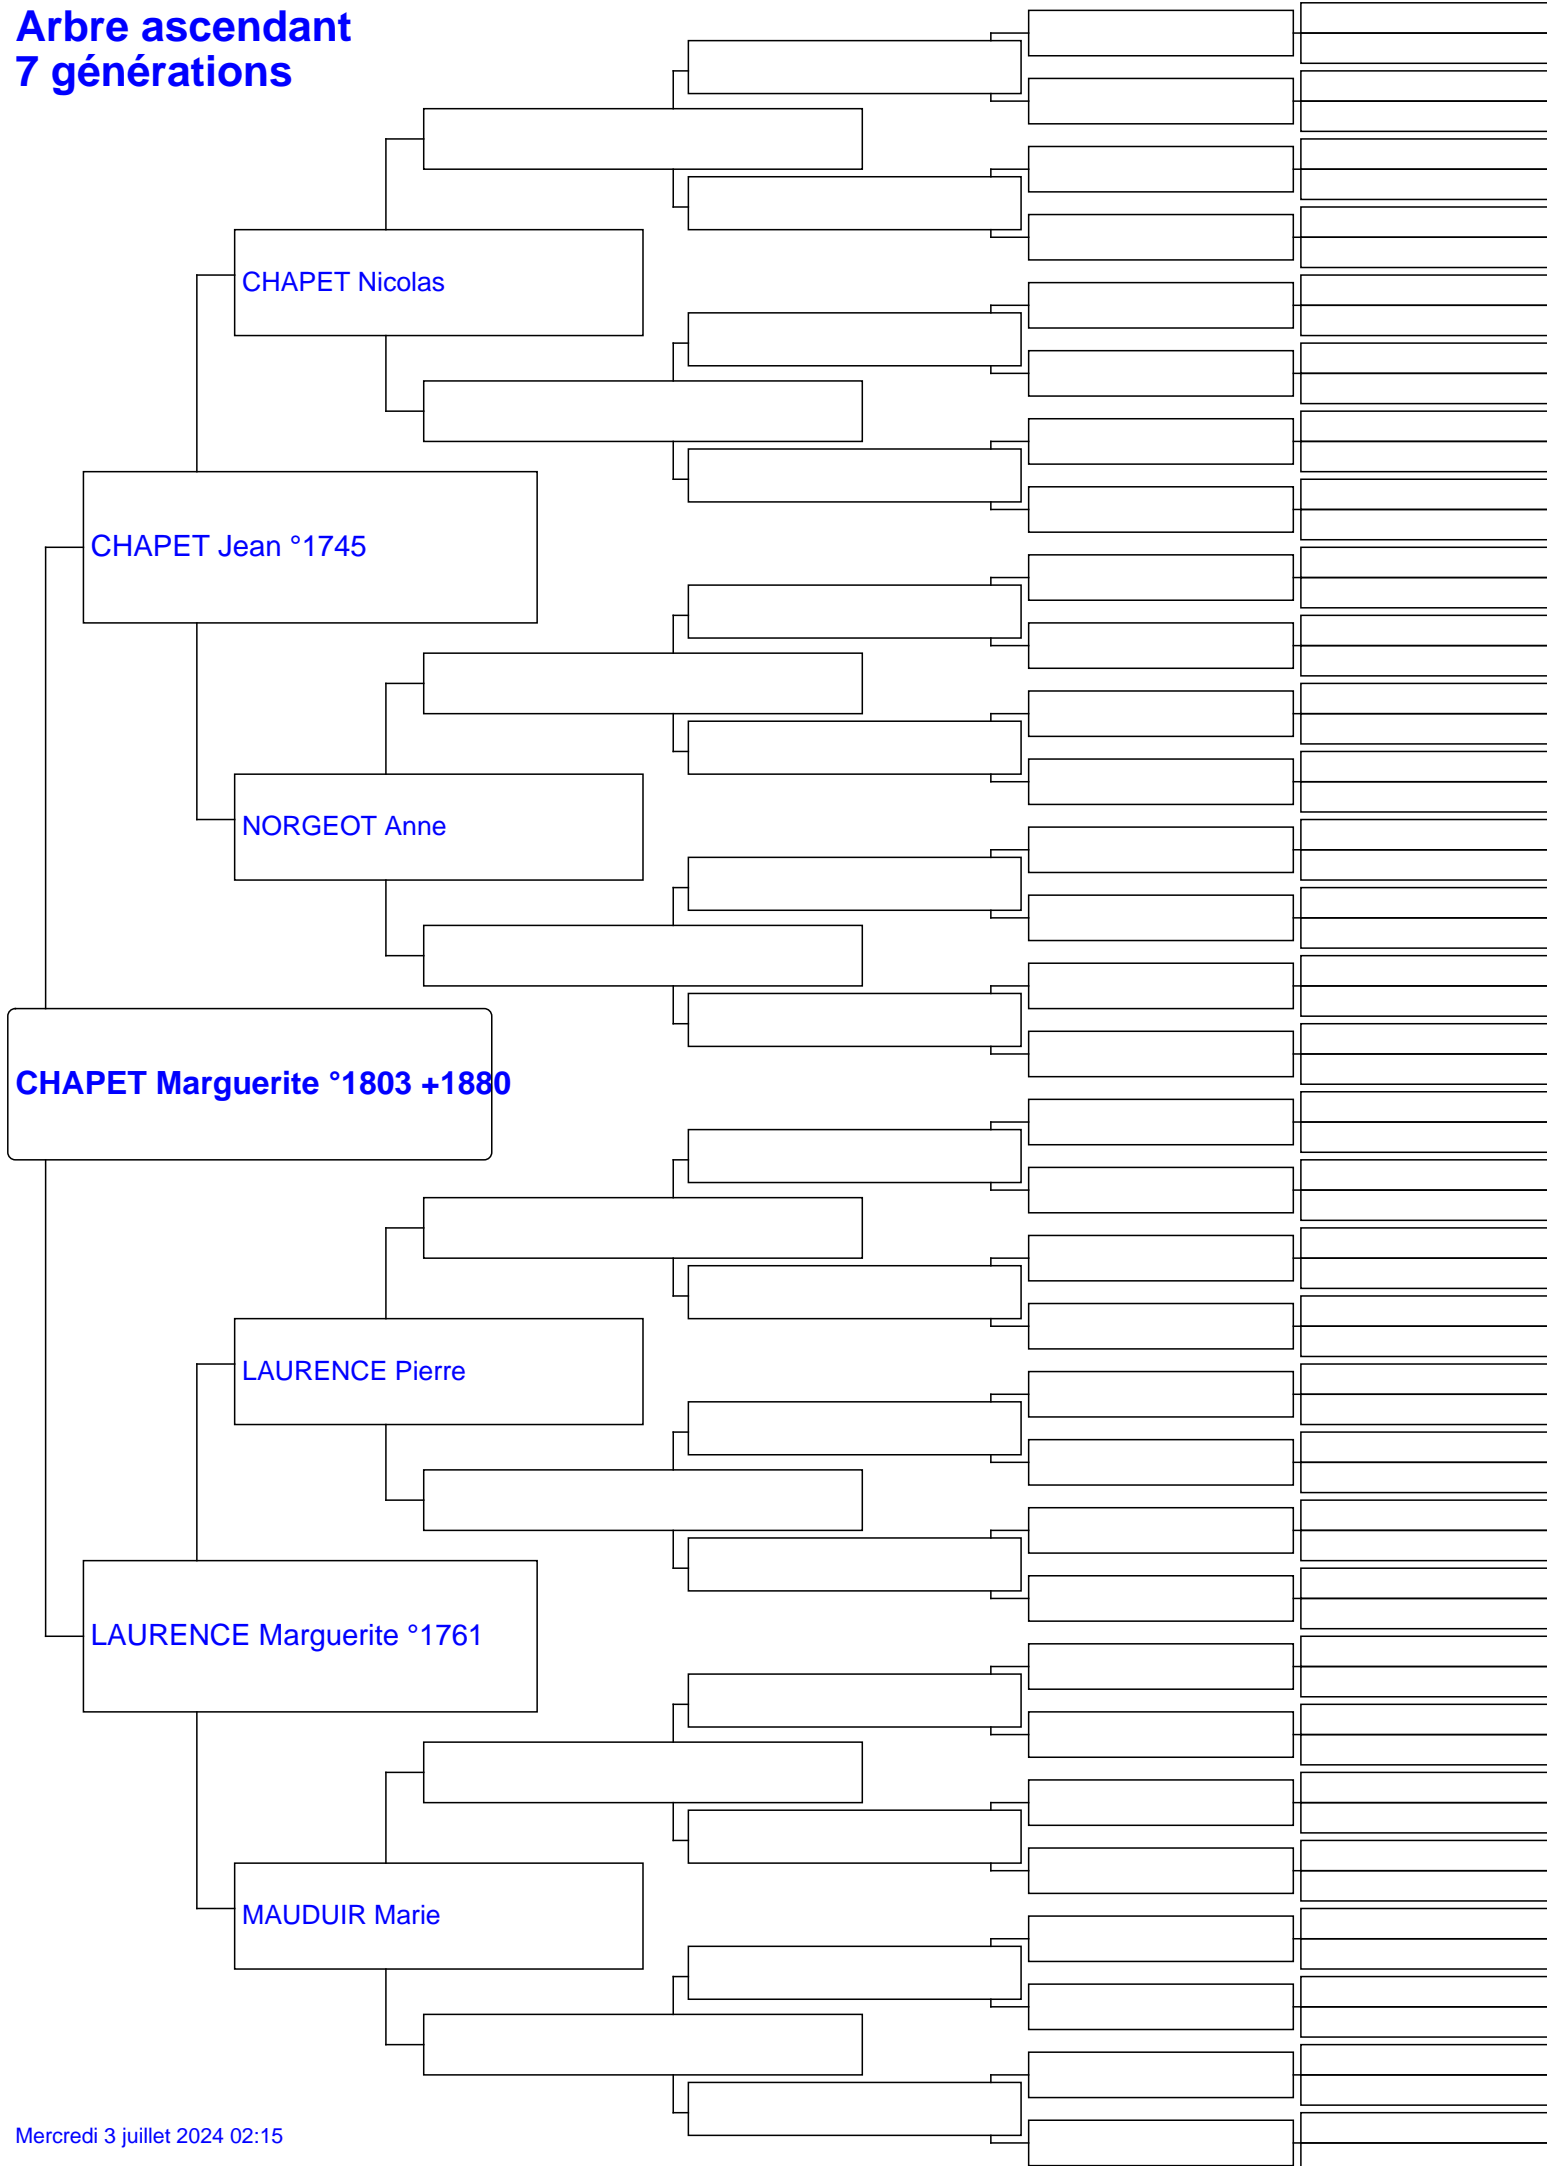 Arbre ascendant
7 générations
CHAPET Nicolas
CHAPET Jean °1745
NORGEOT Anne
CHAPET Marguerite °1803 +1880
LAURENCE Pierre
LAURENCE Marguerite °1761
MAUDUIR Marie
Mercredi 3 juillet 2024 02:15